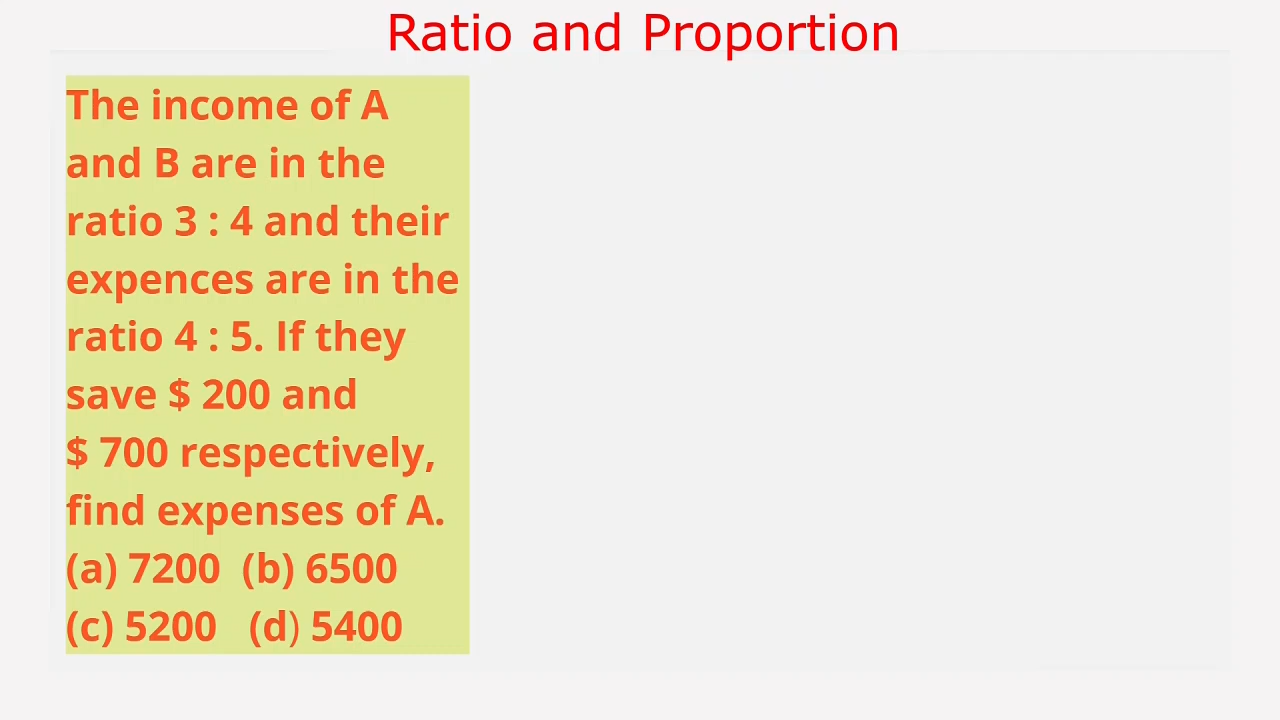 Ratio and Proportion
The income of A
and B are in the
ratio 3 : 4 and their
expences are in the
ratio 4 : 5. If they
save $ 200 and
$ 700 respectively,
find expenses of A.
(a) 7200  (b) 6500
(c) 5200   (d) 5400